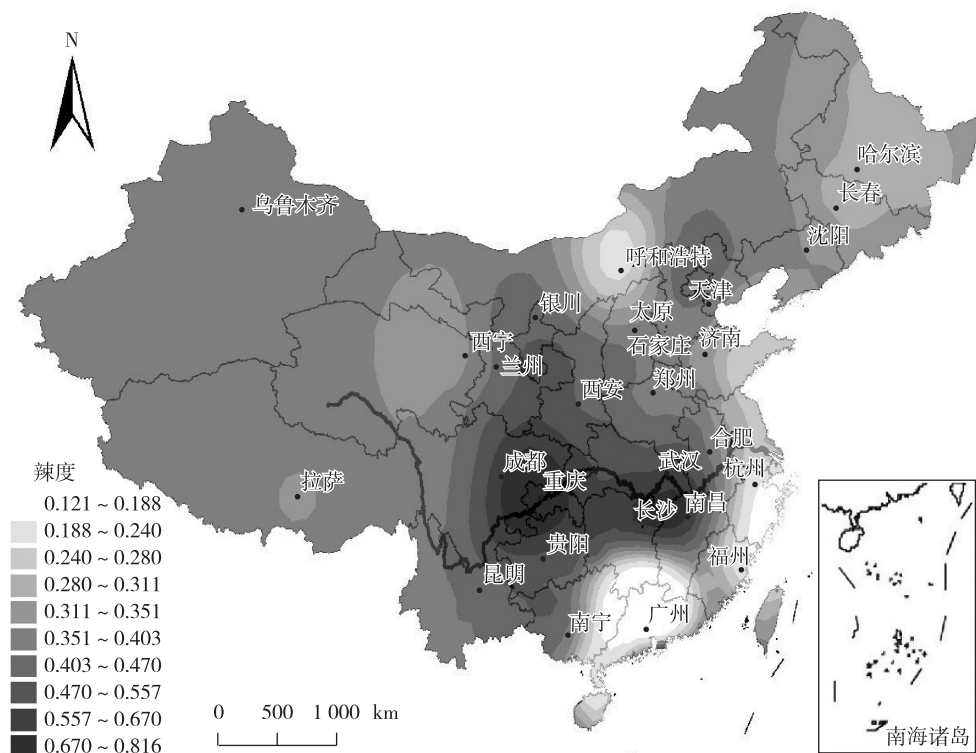 N
哈尔滨
长春
乌鲁木齐
沈阳
呼和浩特
天津
银川
太原
石家庄
济南
西宁
兰州
西安
郑州
合肥
成都
武汉
杭州
拉萨
重庆
长沙
南昌
贵阳
福州
昆明
广州
南宁
辣度
0.121 ~ 0.188
0.188 ~ 0.240
0.240 ~ 0.280
0.280 ~ 0.311
0.311 ~ 0.351
0.351 ~ 0.403
0.403 ~ 0.470
0.470 ~ 0.557
0.557 ~ 0.670
0.670 ~ 0.816
0 500 1 000 km
南海诸岛